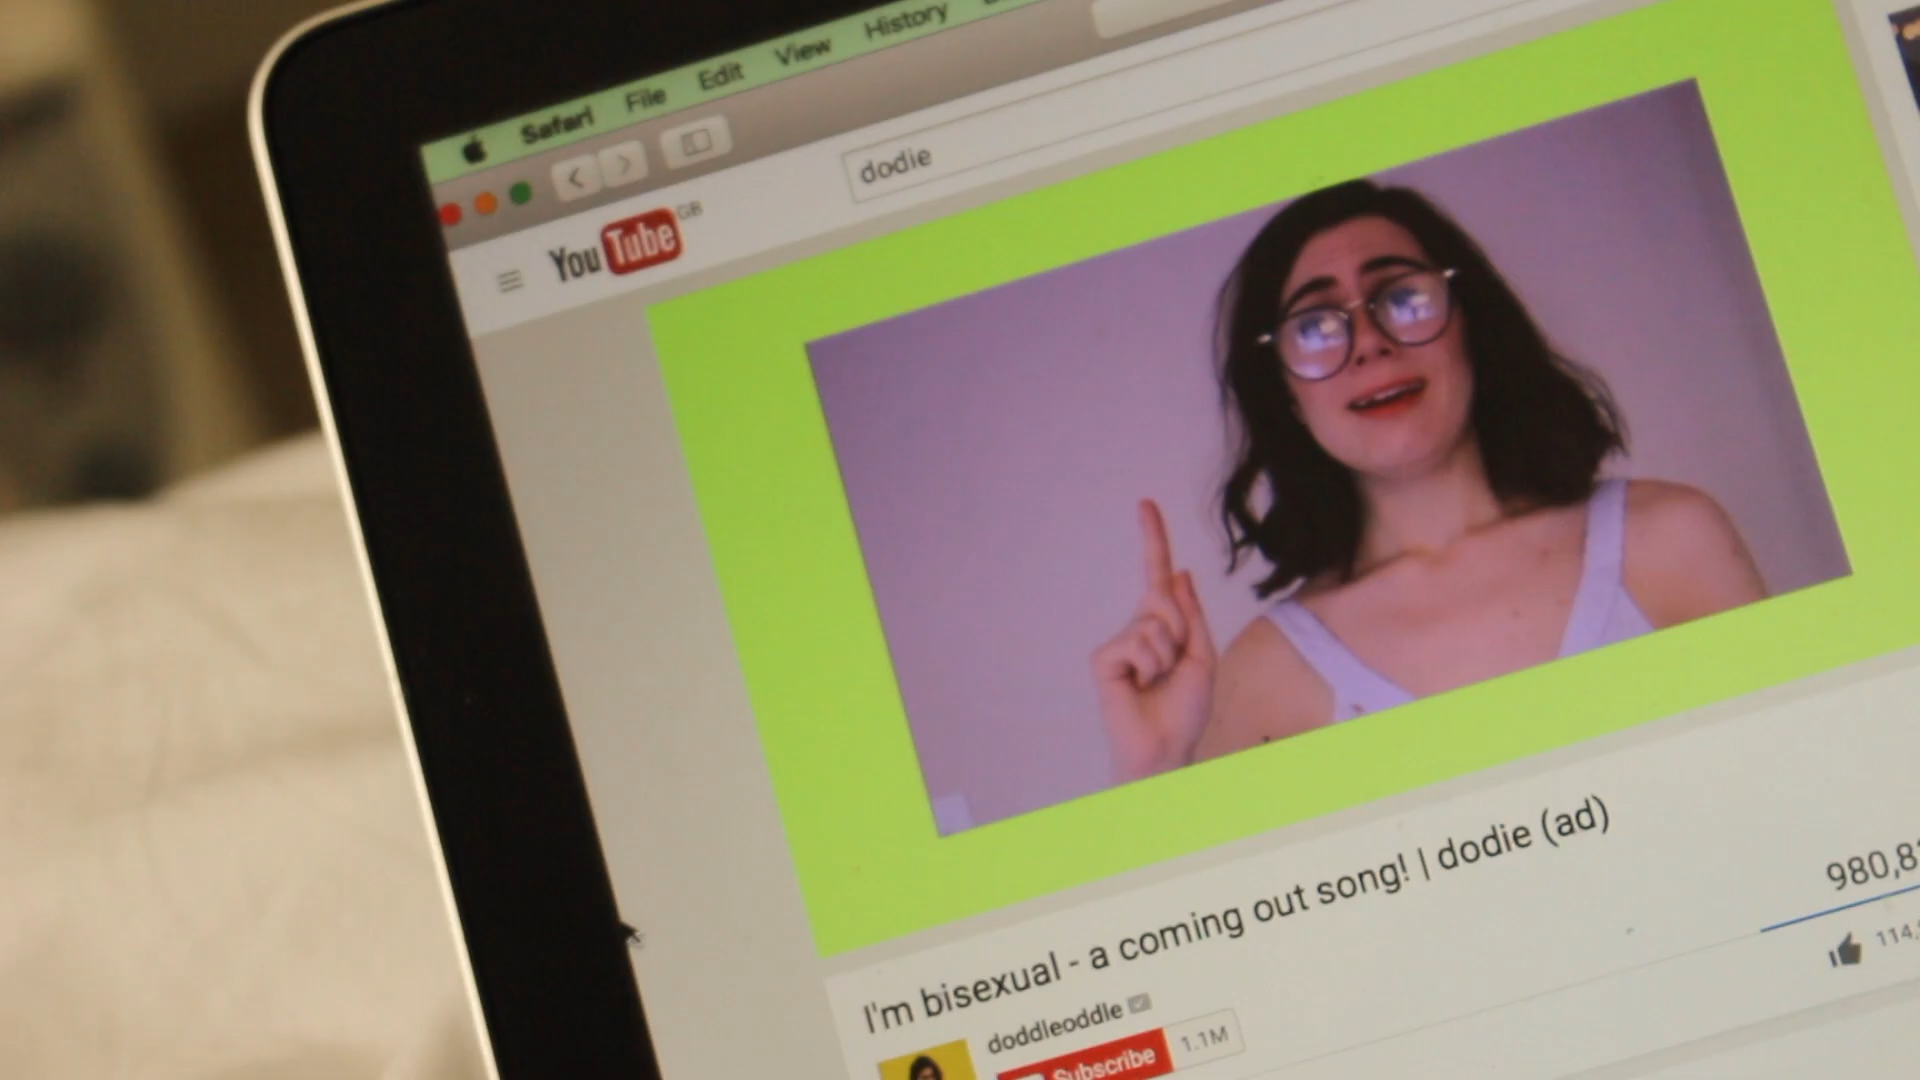 Safari File Edit View History
YouTube GB
dodie
I'm bisexual - a coming out song! | dodie (ad)
980,8
doddleoddle
114,
Subscribe 1.1M